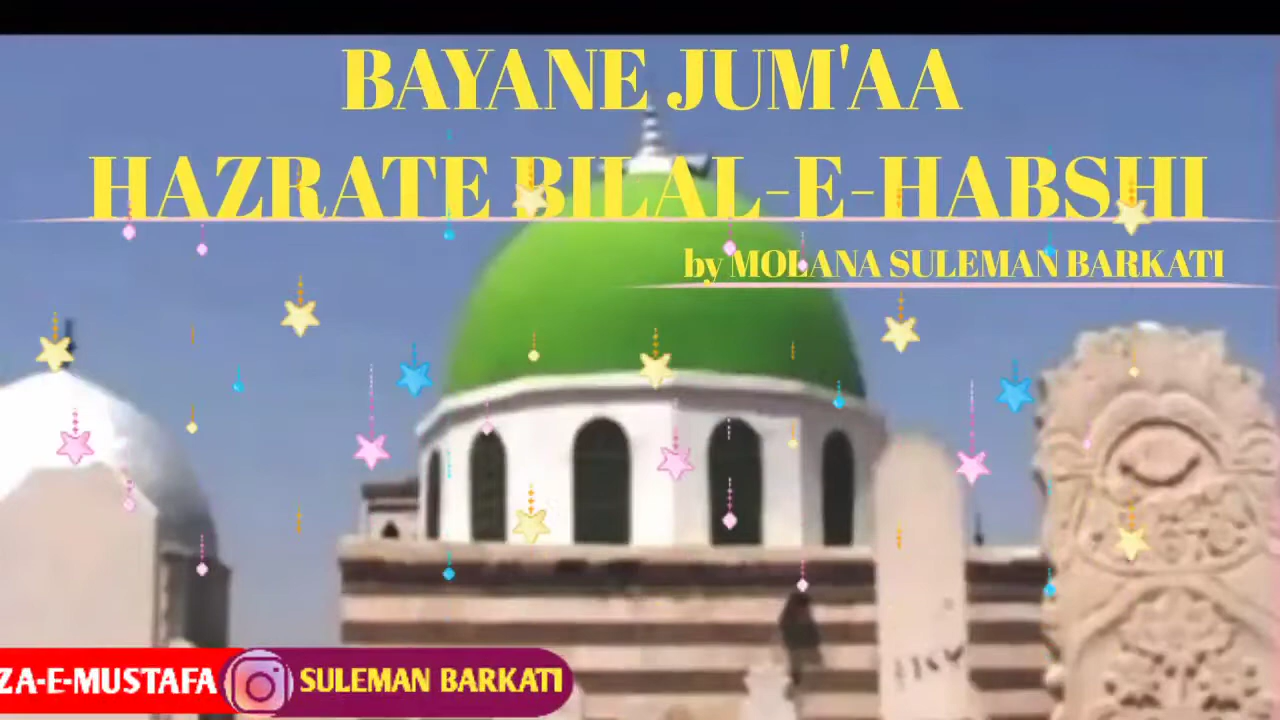 BAYANE JUM'AA
HAZRATE BILAL-E-HABSHI
by MOLANA SULEMAN BARKATI
ZA-E-MUSTAFA
SULEMAN BARKATI